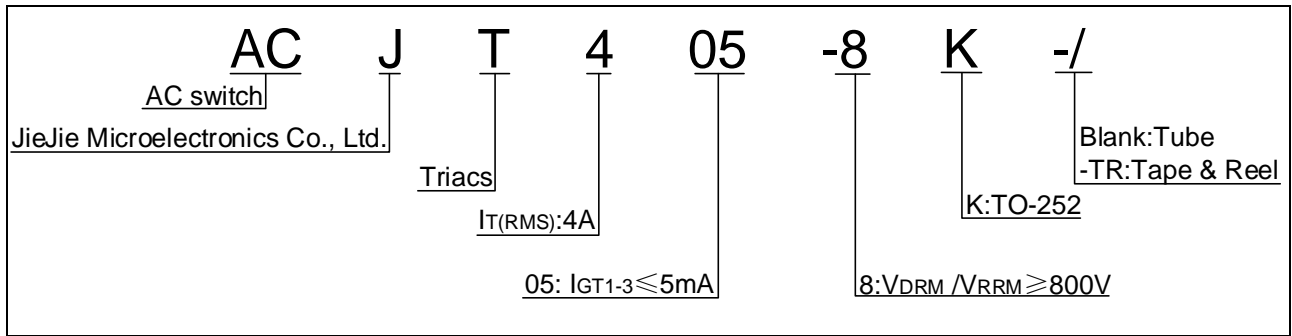 AC J T 4 05 -8 K -/
AC switch
JieJie Microelectronics Co., Ltd.
Triacs
IT(RMS):4A
05: IGT1-3≤5mA
8:VDRM /VRRM≥800V
K:TO-252
Blank:Tube
-TR:Tape & Reel